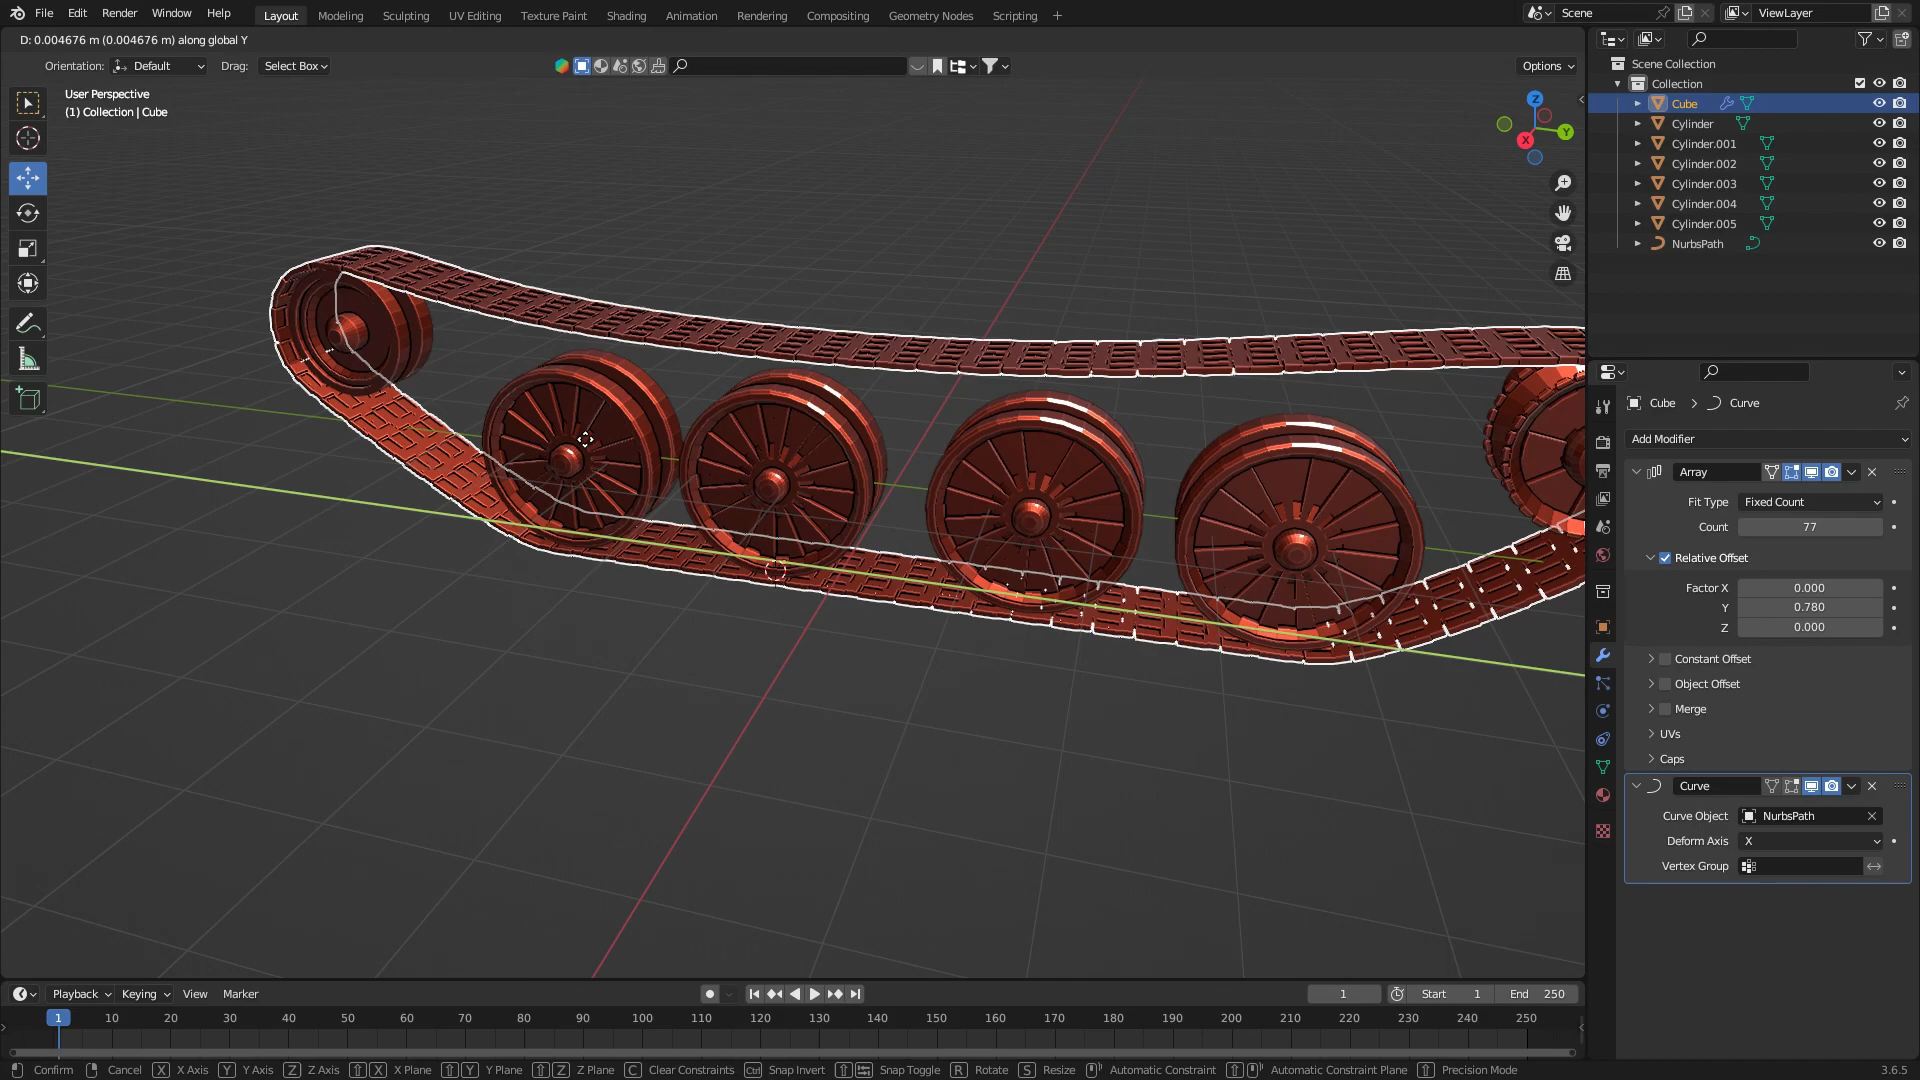 File Edit Render Window Help Layout Modeling Sculpting UV Editing Texture Paint Shading Animation Rendering Compositing Geometry Nodes Scripting + Scene ViewLayer
D: 0.004676 m (0.004676 m) along global Y
Orientation: Default Drag: Select Box Options
User Perspective
(1) Collection | Cube
Z
Y
X
Scene Collection
Collection
Cube
Cylinder
Cylinder.001
Cylinder.002
Cylinder.003
Cylinder.004
Cylinder.005
NurbsPath
Cube > Curve
Add Modifier
Array
Fit Type Fixed Count
Count 77
Relative Offset
Factor X 0.000
Y 0.780
Z 0.000
Constant Offset
Object Offset
Merge
UVs
Caps
Curve
Curve Object NurbsPath
Deform Axis X
Vertex Group
Playback Keying View Marker 1 Start 1 End 250
1 10 20 30 40 50 60 70 80 90 100 110 120 130 140 150 160 170 180 190 200 210 220 230 240 250
Confirm Cancel X X Axis Y Y Axis Z Z Axis X X Plane Y Y Plane Z Z Plane C Clear Constraints Ctrl Snap Invert Snap Toggle R Rotate S Resize Automatic Constraint Automatic Constraint Plane Precision Mode 3.6.5